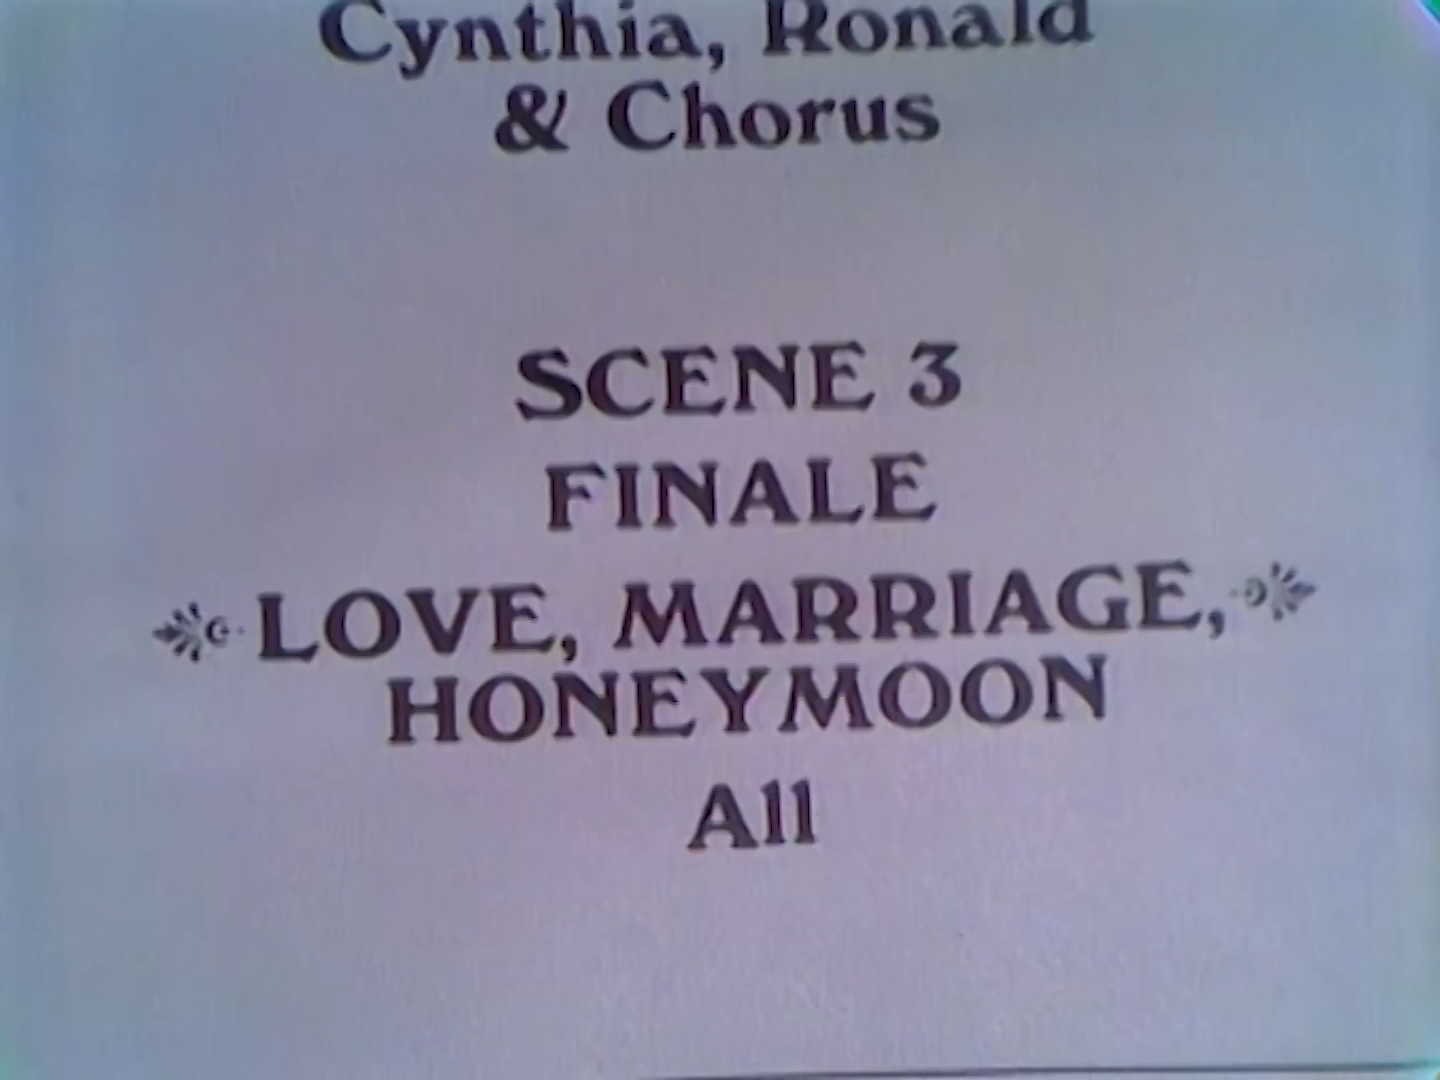 Cynthia, Ronald
& Chorus
SCENE 3
FINALE
LOVE, MARRIAGE,
HONEYMOON
All